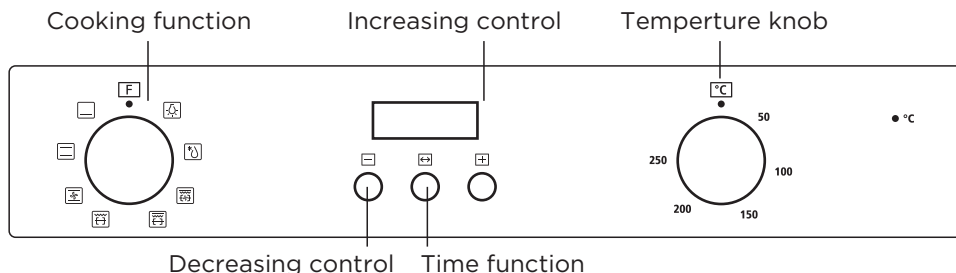 Cooking function Increasing control Temperture knob
F °C
50
• °C
250
100
200
150
Decreasing control Time function